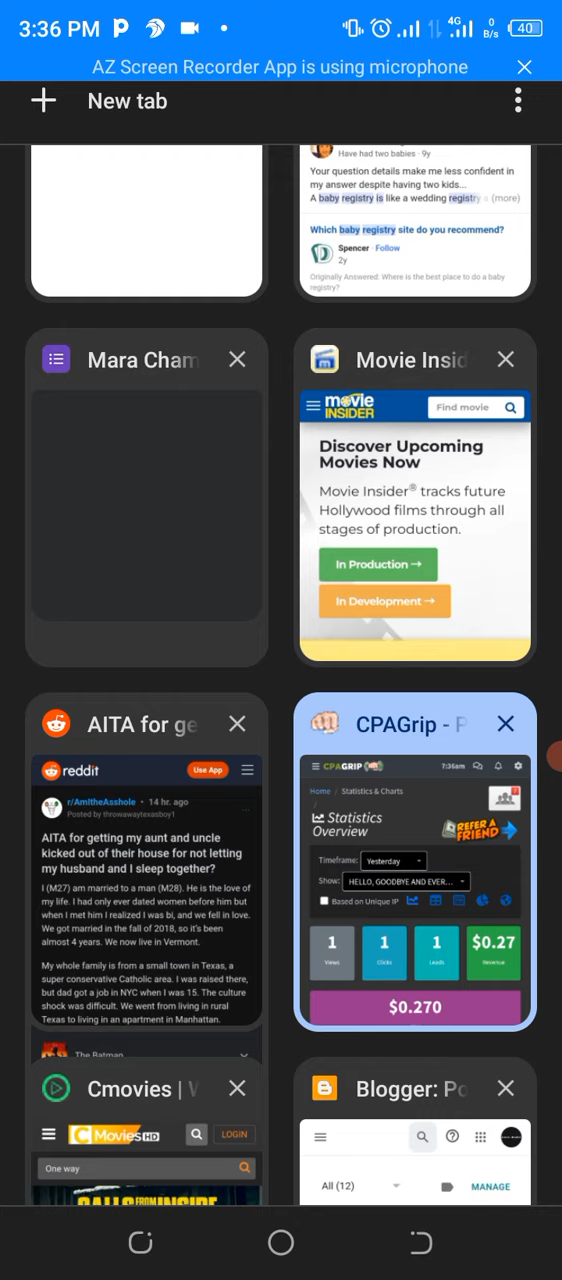 3:36 PM
4G
0
B/s
40
AZ Screen Recorder App is using microphone
New tab
Have had two babies · 9y
Your question details make me less confident in
my answer despite having two kids...
A baby registry is like a wedding registry (more)
Which baby registry site do you recommend?
Spencer · Follow
2y
Originally Answered: Where is the best place to do a baby
registry?
Mara Cham
Movie Insid
movie
INSIDER
Find movie
Discover Upcoming
Movies Now
Movie Insider® tracks future
Hollywood films through all
stages of production.
In Production →
In Development →
AITA for ge
reddit
Use App
r/AmItheAsshole • 14 hr. ago
Posted by throwawaytexasboy1
AITA for getting my aunt and uncle
kicked out of their house for not letting
my husband and I sleep together?
I (M27) am married to a man (M28). He is the love of
my life. I had only ever dated women before him but
when I met him I realized I was bi, and we fell in love.
We got married in the fall of 2018, so it's been
almost 4 years. We now live in Vermont.
My whole family is from a small town in Texas, a
super conservative Catholic area. I was raised there,
but dad got a job in NYC when I was 15. The culture
shock was difficult. We went from living in rural
Texas to living in an apartment in Manhattan.
The Batman
CPAGrip - P
CPAGRIP
7:36am
Home / Statistics & Charts
/
Statistics
Overview
REFER A
FRIEND
Timeframe: Yesterday
Show: HELLO, GOODBYE AND EVER...
Based on Unique IP
1
Views
1
Clicks
1
Leads
$0.27
Revenue
$0.270
Cmovies | W
C Movies HD
LOGIN
One way
CALLS FROM INSIDE
Blogger: Po
All (12)
MANAGE